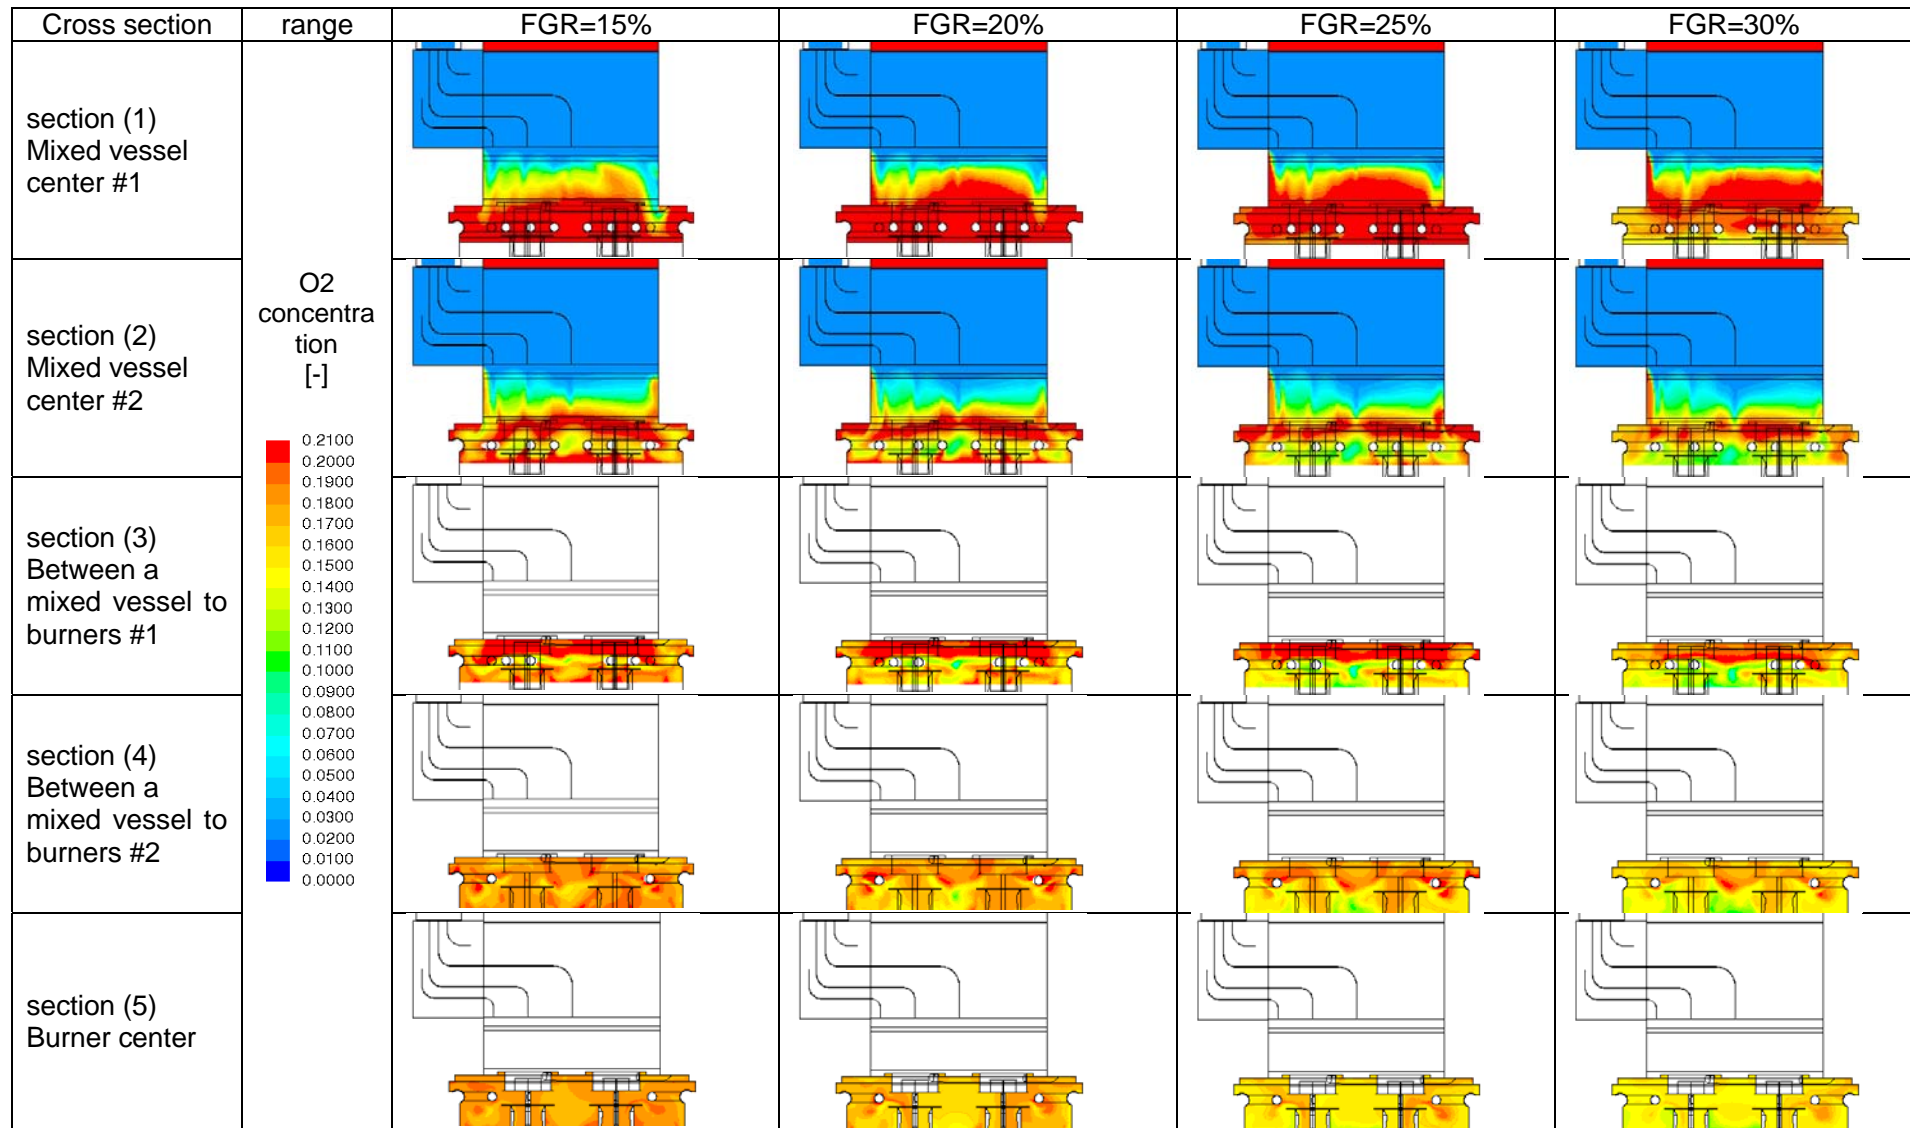 Cross section
range
FGR=15%
FGR=20%
FGR=25%
FGR=30%
section (1)
Mixed vessel
center #1
O2
concentra
tion
[-]
0.2100
0.2000
0.1900
0.1800
0.1700
0.1600
0.1500
0.1400
0.1300
0.1200
0.1100
0.1000
0.0900
0.0800
0.0700
0.0600
0.0500
0.0400
0.0300
0.0200
0.0100
0.0000
section (2)
Mixed vessel
center #2
section (3)
Between a
mixed vessel to
burners #1
section (4)
Between a
mixed vessel to
burners #2
section (5)
Burner center